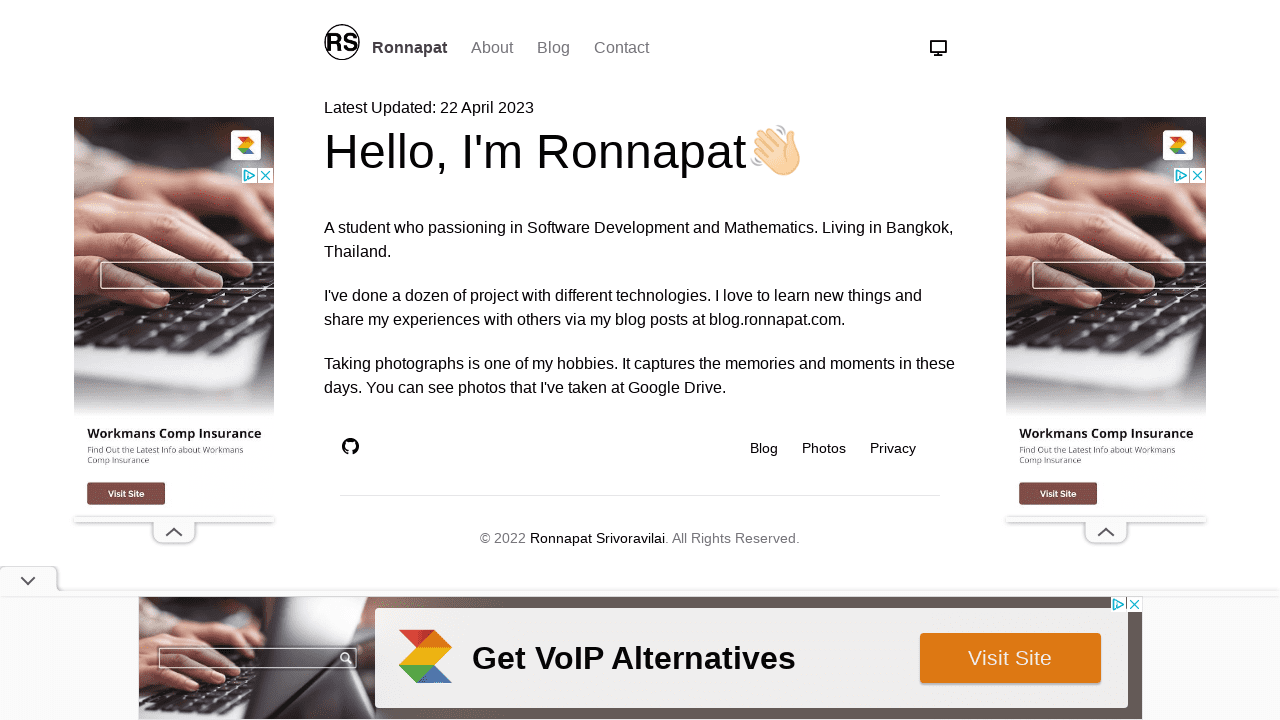 RS Ronnapat About Blog Contact
Latest Updated: 22 April 2023
Hello, I'm Ronnapat👋🏻
A student who passioning in Software Development and Mathematics. Living in Bangkok,
Thailand.
I've done a dozen of project with different technologies. I love to learn new things and
share my experiences with others via my blog posts at blog.ronnapat.com.
Taking photographs is one of my hobbies. It captures the memories and moments in these
days. You can see photos that I've taken at Google Drive.
Blog Photos Privacy
© 2022 Ronnapat Srivoravilai. All Rights Reserved.
Workmans Comp Insurance
Find Out the Latest Info about Workmans
Comp Insurance
Visit Site
Workmans Comp Insurance
Find Out the Latest Info about Workmans
Comp Insurance
Visit Site
Get VoIP Alternatives
Visit Site